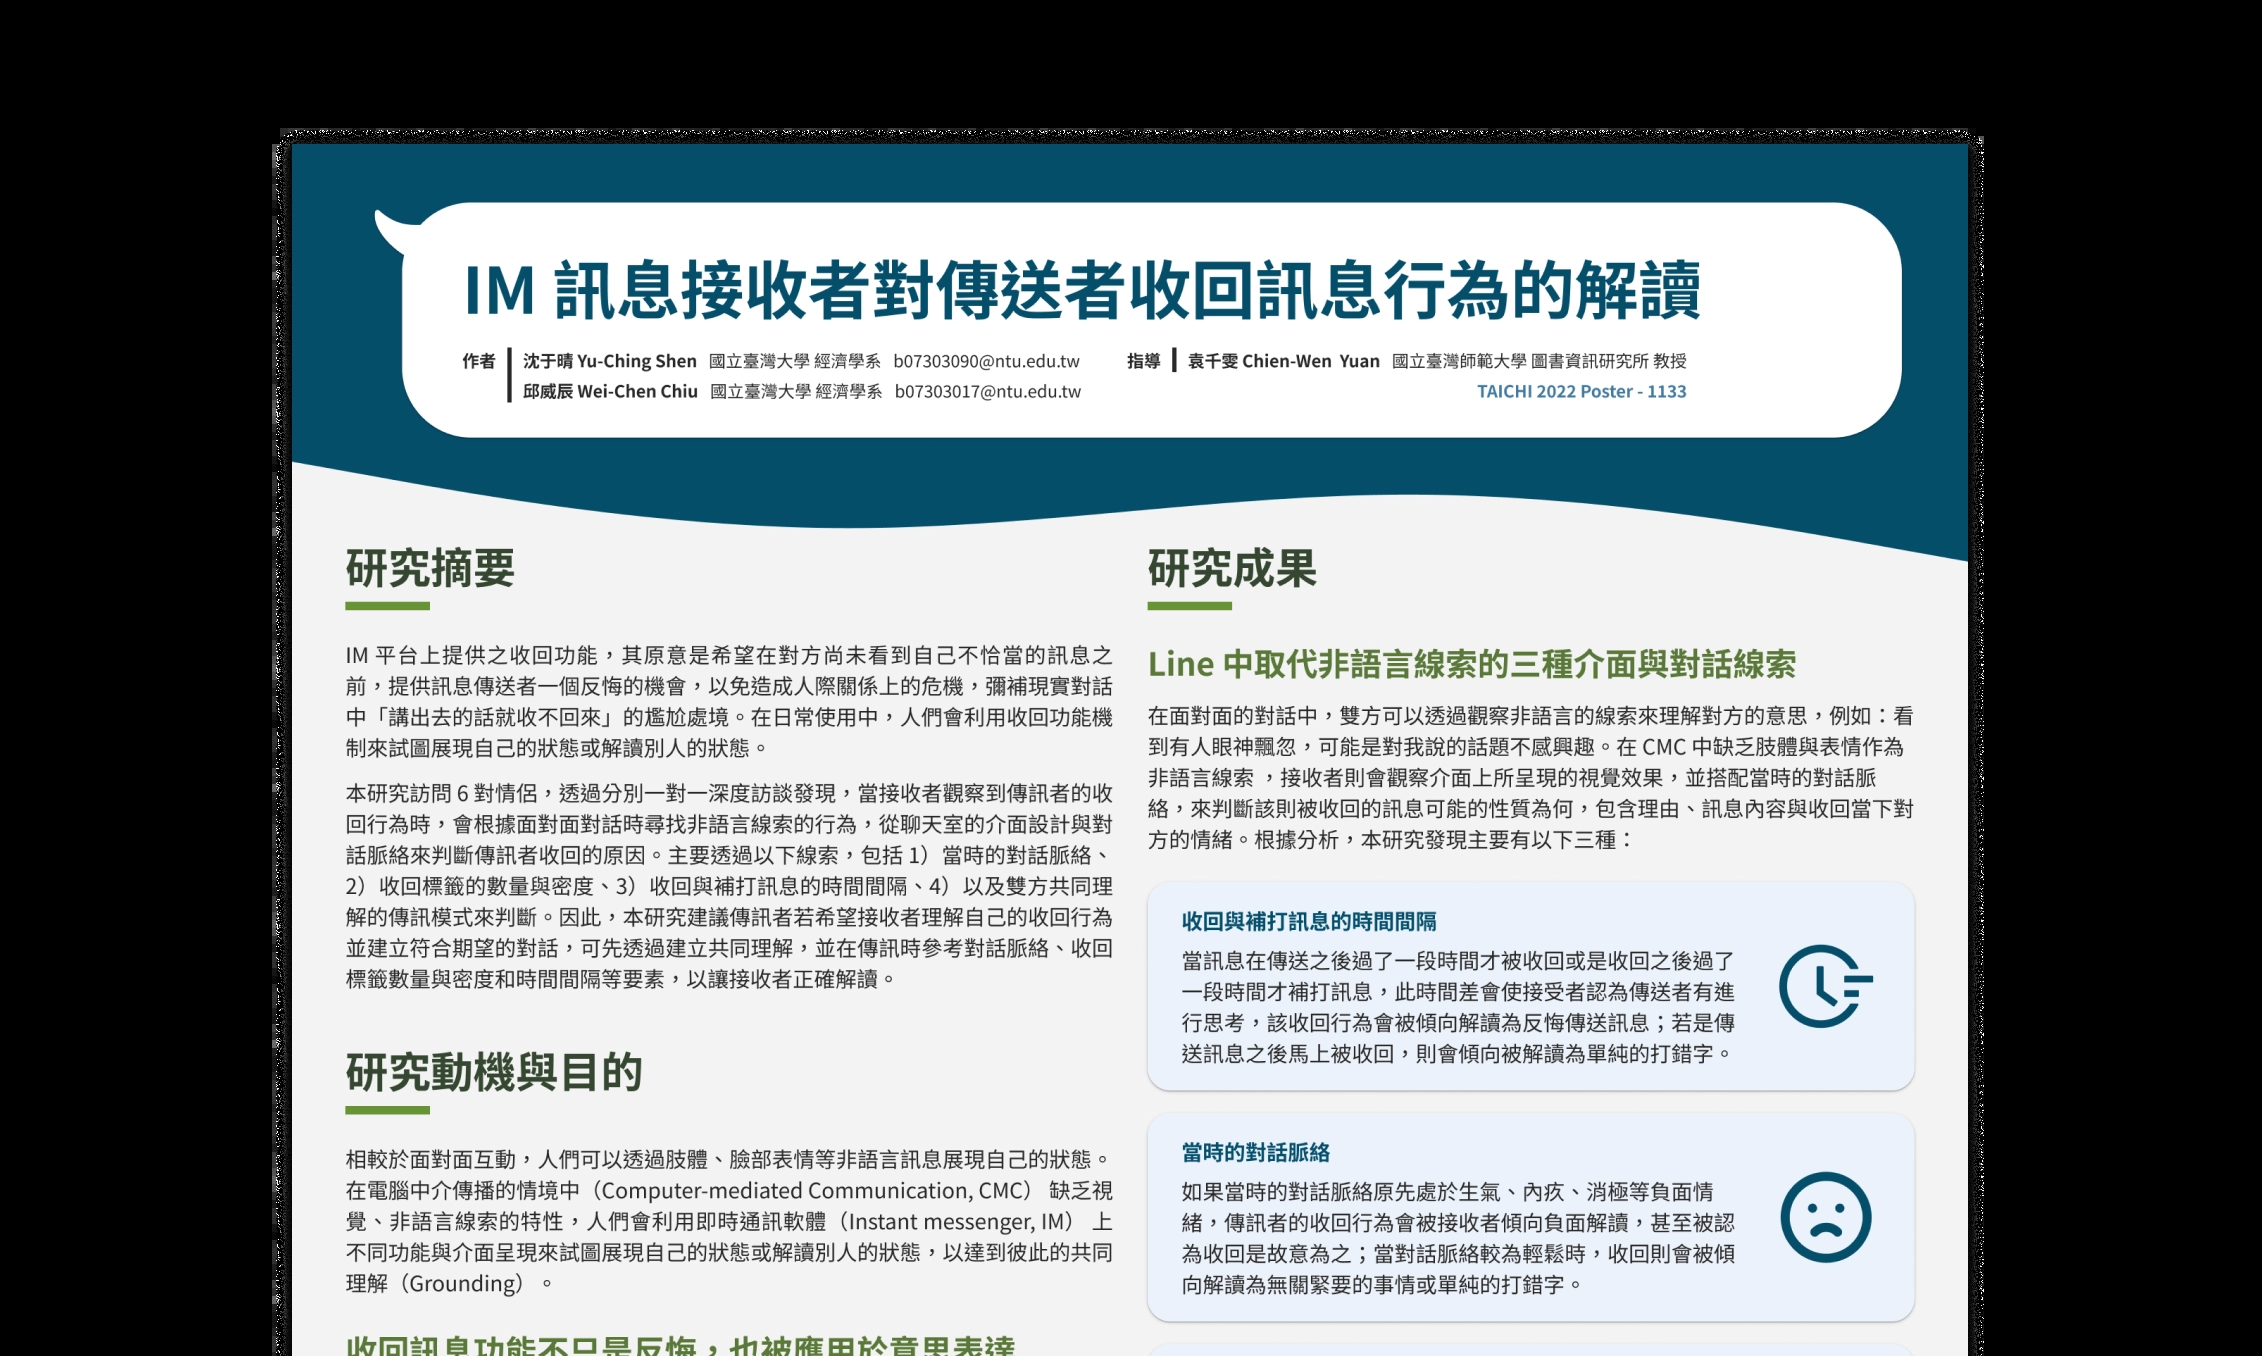 IM 訊息接收者對傳送者收回訊息行為的解讀
作者 沈于晴 Yu-Ching Shen 國立臺灣大學 經濟學系 b07303090@ntu.edu.tw 指導 袁千雯 Chien-Wen Yuan 國立臺灣師範大學 圖書資訊研究所 教授
邱威辰 Wei-Chen Chiu 國立臺灣大學 經濟學系 b07303017@ntu.edu.tw TAICHI 2022 Poster - 1133
研究摘要
IM 平台上提供之收回功能，其原意是希望在對方尚未看到自己不恰當的訊息之
前，提供訊息傳送者一個反悔的機會，以免造成人際關係上的危機，彌補現實對話
中「講出去的話就收不回來」的尷尬處境。在日常使用中，人們會利用收回功能機
制來試圖展現自己的狀態或解讀別人的狀態。
本研究訪問 6 對情侶，透過分別一對一深度訪談發現，當接收者觀察到傳訊者的收
回行為時，會根據面對面對話時尋找非語言線索的行為，從聊天室的介面設計與對
話脈絡來判斷傳訊者收回的原因。主要透過以下線索，包括 1）當時的對話脈絡、
2）收回標籤的數量與密度、3）收回與補打訊息的時間間隔、4）以及雙方共同理
解的傳訊模式來判斷。因此，本研究建議傳訊者若希望接收者理解自己的收回行為
並建立符合期望的對話，可先透過建立共同理解，並在傳訊時參考對話脈絡、收回
標籤數量與密度和時間間隔等要素，以讓接收者正確解讀。
研究動機與目的
相較於面對面互動，人們可以透過肢體、臉部表情等非語言訊息展現自己的狀態。
在電腦中介傳播的情境中（Computer-mediated Communication, CMC） 缺乏視
覺、非語言線索的特性，人們會利用即時通訊軟體（Instant messenger, IM） 上
不同功能與介面呈現來試圖展現自己的狀態或解讀別人的狀態，以達到彼此的共同
理解（Grounding）。
收回訊息功能不只是反悔，也被應用於意思表達
研究成果
Line 中取代非語言線索的三種介面與對話線索
在面對面的對話中，雙方可以透過觀察非語言的線索來理解對方的意思，例如：看
到有人眼神飄忽，可能是對我說的話題不感興趣。在 CMC 中缺乏肢體與表情作為
非語言線索 ，接收者則會觀察介面上所呈現的視覺效果，並搭配當時的對話脈
絡，來判斷該則被收回的訊息可能的性質為何，包含理由、訊息內容與收回當下對
方的情緒。根據分析，本研究發現主要有以下三種：
收回與補打訊息的時間間隔
當訊息在傳送之後過了一段時間才被收回或是收回之後過了
一段時間才補打訊息，此時間差會使接受者認為傳送者有進
行思考，該收回行為會被傾向解讀為反悔傳送訊息；若是傳
送訊息之後馬上被收回，則會傾向被解讀為單純的打錯字。
當時的對話脈絡
如果當時的對話脈絡原先處於生氣、內疚、消極等負面情
緒，傳訊者的收回行為會被接收者傾向負面解讀，甚至被認
為收回是故意為之；當對話脈絡較為輕鬆時，收回則會被傾
向解讀為無關緊要的事情或單純的打錯字。